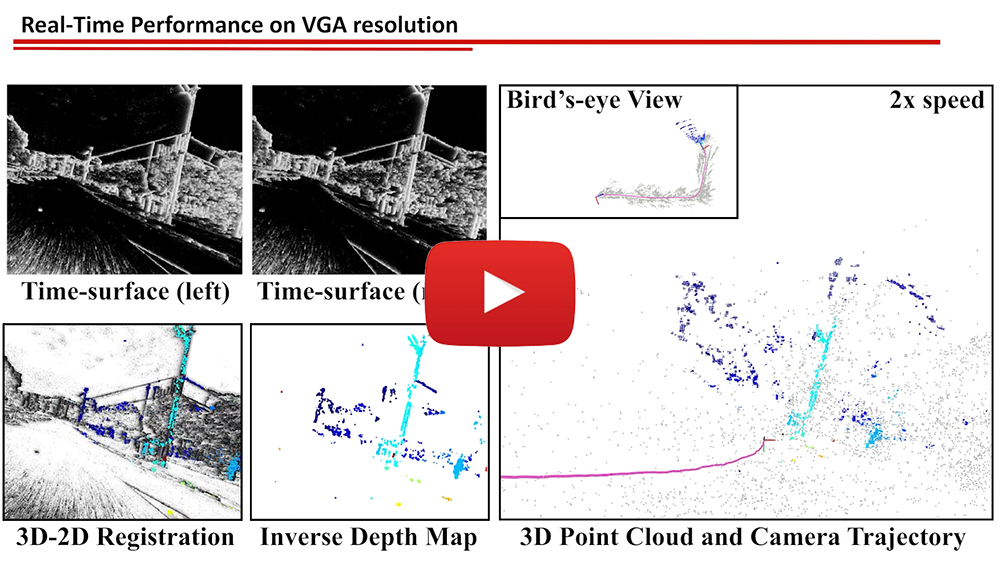 Real-Time Performance on VGA resolution
Bird's-eye View
2x speed
Time-surface (left)
Time-surface (
3D-2D Registration
Inverse Depth Map
3D Point Cloud and Camera Trajectory